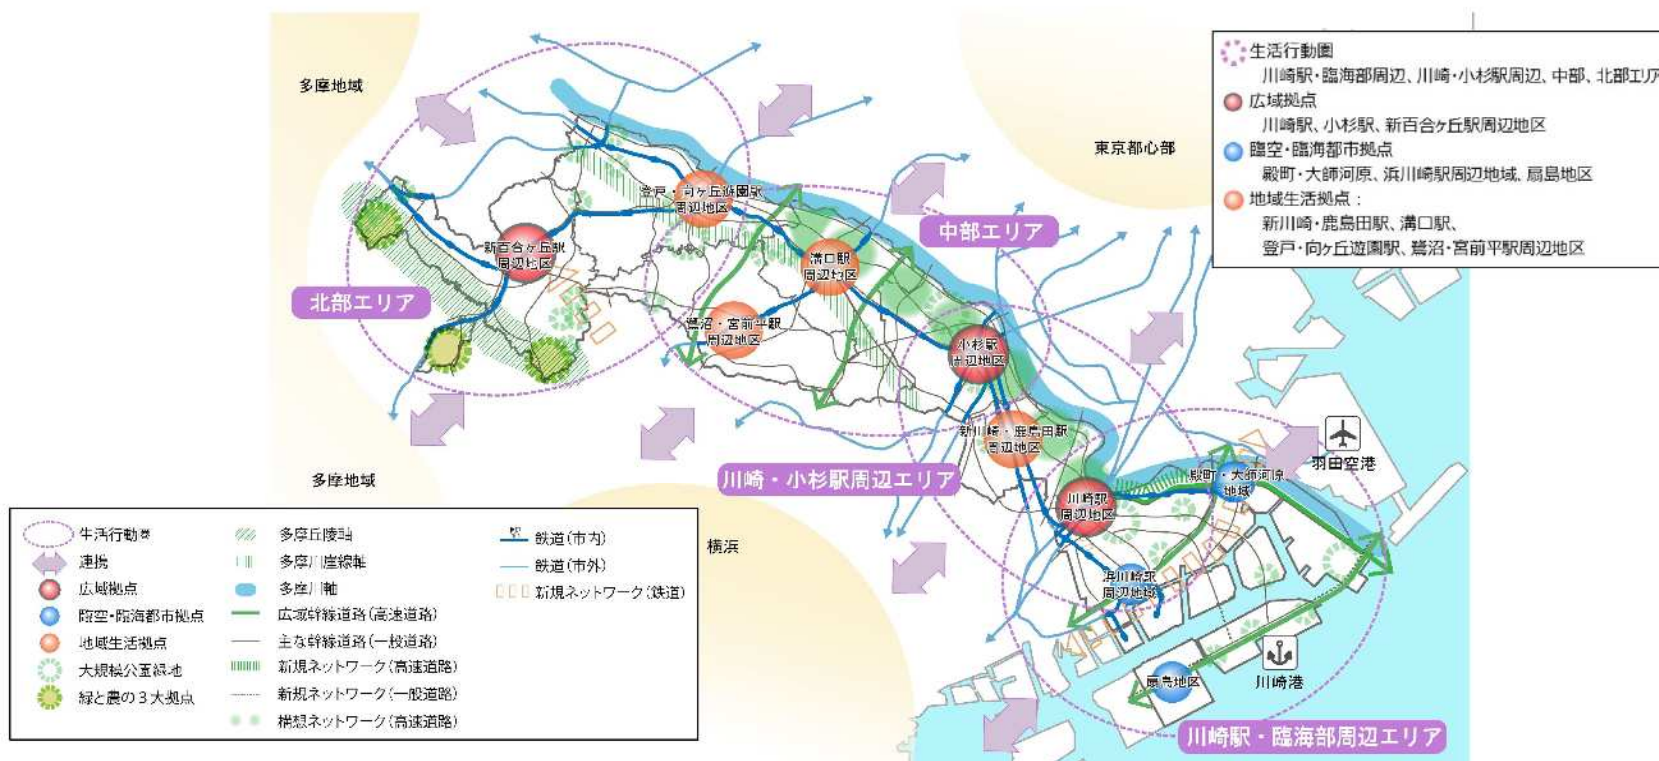 多摩地域
東京都心部
生活行動圏
川崎駅・臨海部周辺、川崎・小杉駅周辺、中部、北部エリア
広域拠点
川崎駅、小杉駅、新百合ヶ丘駅周辺地区
臨空・臨海都市拠点
殿町・大師河原、浜川崎駅周辺地域、扇島地区
地域生活拠点：
新川崎・鹿島田駅、溝口駅、
登戸・向ヶ丘遊園駅、鷺沼・宮前平駅周辺地区
登戸・向ヶ丘遊園駅
周辺地区
中部エリア
新百合ヶ丘駅
周辺地区
溝口駅
周辺地区
北部エリア
鷺沼・宮前平駅
周辺地区
小杉駅
周辺地区
新川崎・鹿島田駅
周辺地区
川崎・小杉駅周辺エリア
多摩地域
羽田空港
殿町・大師河原
地域
川崎駅
周辺地区
横浜
浜川崎駅
周辺地域
扇島地区
川崎港
川崎駅・臨海部周辺エリア
生活行動
連携
広域拠点
臨空・臨海都市拠点
地域生活拠点
大規模公園緑地
緑と農の３大拠点
多摩丘陵軸
多摩川崖線軸
多摩川軸
広域幹線道路(高速道路)
主な幹線道路(一般道路)
新規ネットワーク(高速道路)
新規ネットワーク(一般道路)
構想ネットワーク(高速道路)
鉄道(市内)
鉄道(市外)
新規ネットワーク(鉄道)